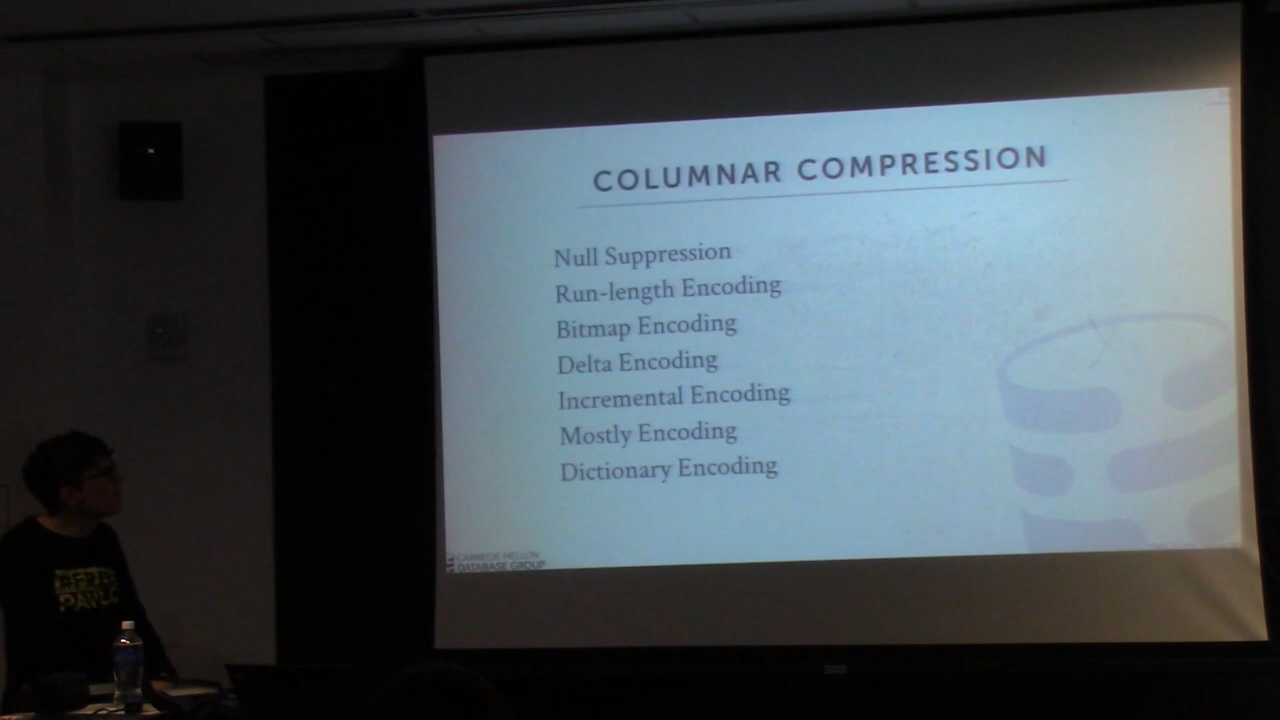 COLUMNAR COMPRESSION
Null Suppression
Run-length Encoding
Bitmap Encoding
Delta Encoding
Incremental Encoding
Mostly Encoding
Dictionary Encoding
CARNEGIE MELLON
DATABASE GROUP